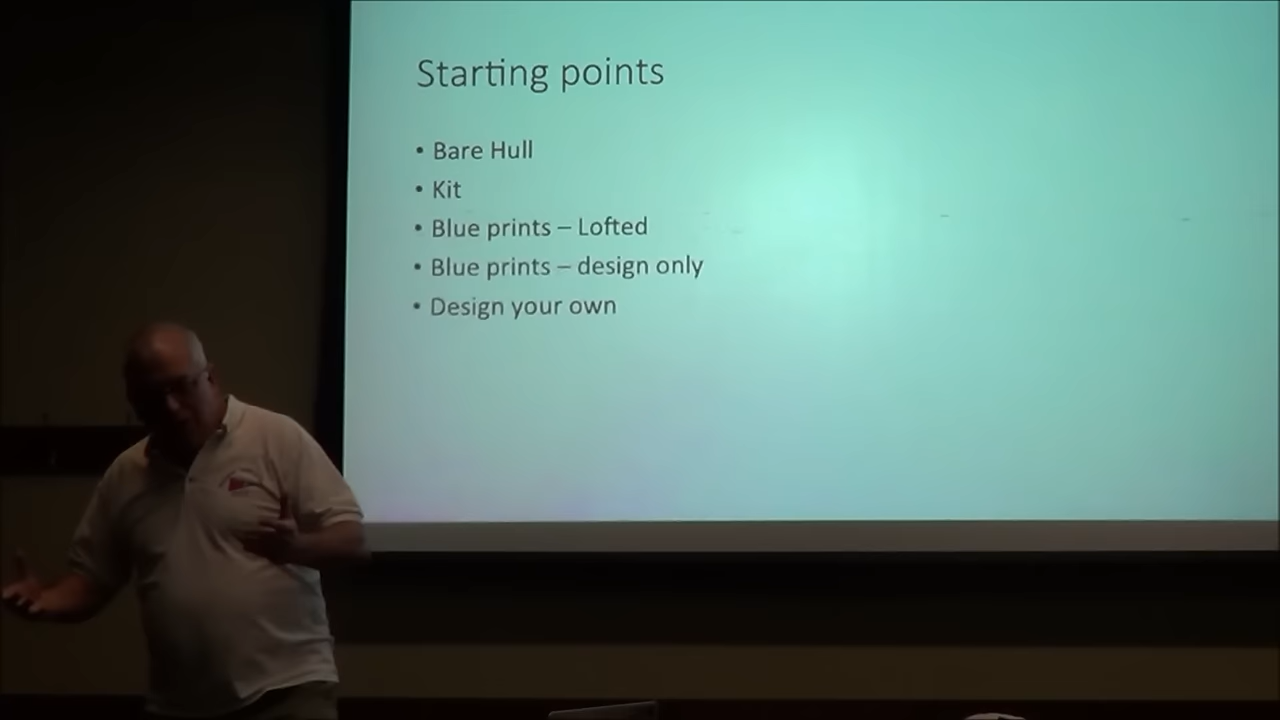 Starting points
• Bare Hull
• Kit
• Blue prints – Lofted
• Blue prints – design only
• Design your own